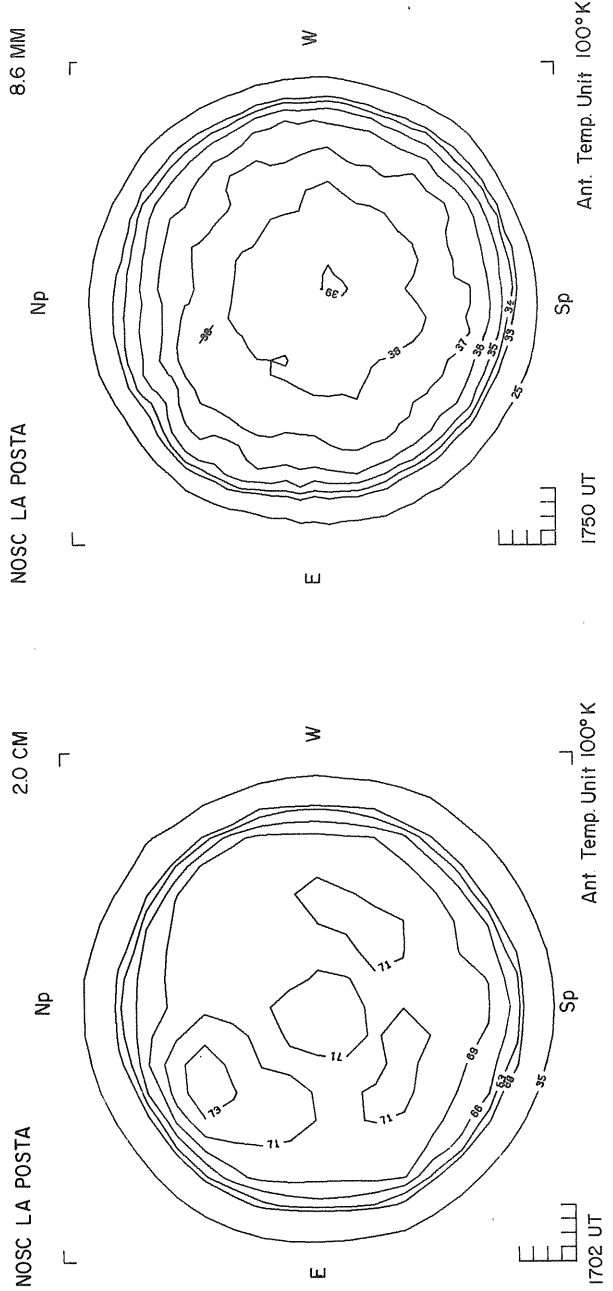 NOSC LA POSTA
8.6 MM
Np
W
E
Sp
39
38
38
37
36
35
34
33
25
1750 UT
Ant. Temp. Unit 100°K
NOSC LA POSTA
2.0 CM
Np
W
E
Sp
73
71
71
71
71
69
66
63
60
35
1702 UT
Ant. Temp. Unit 100°K